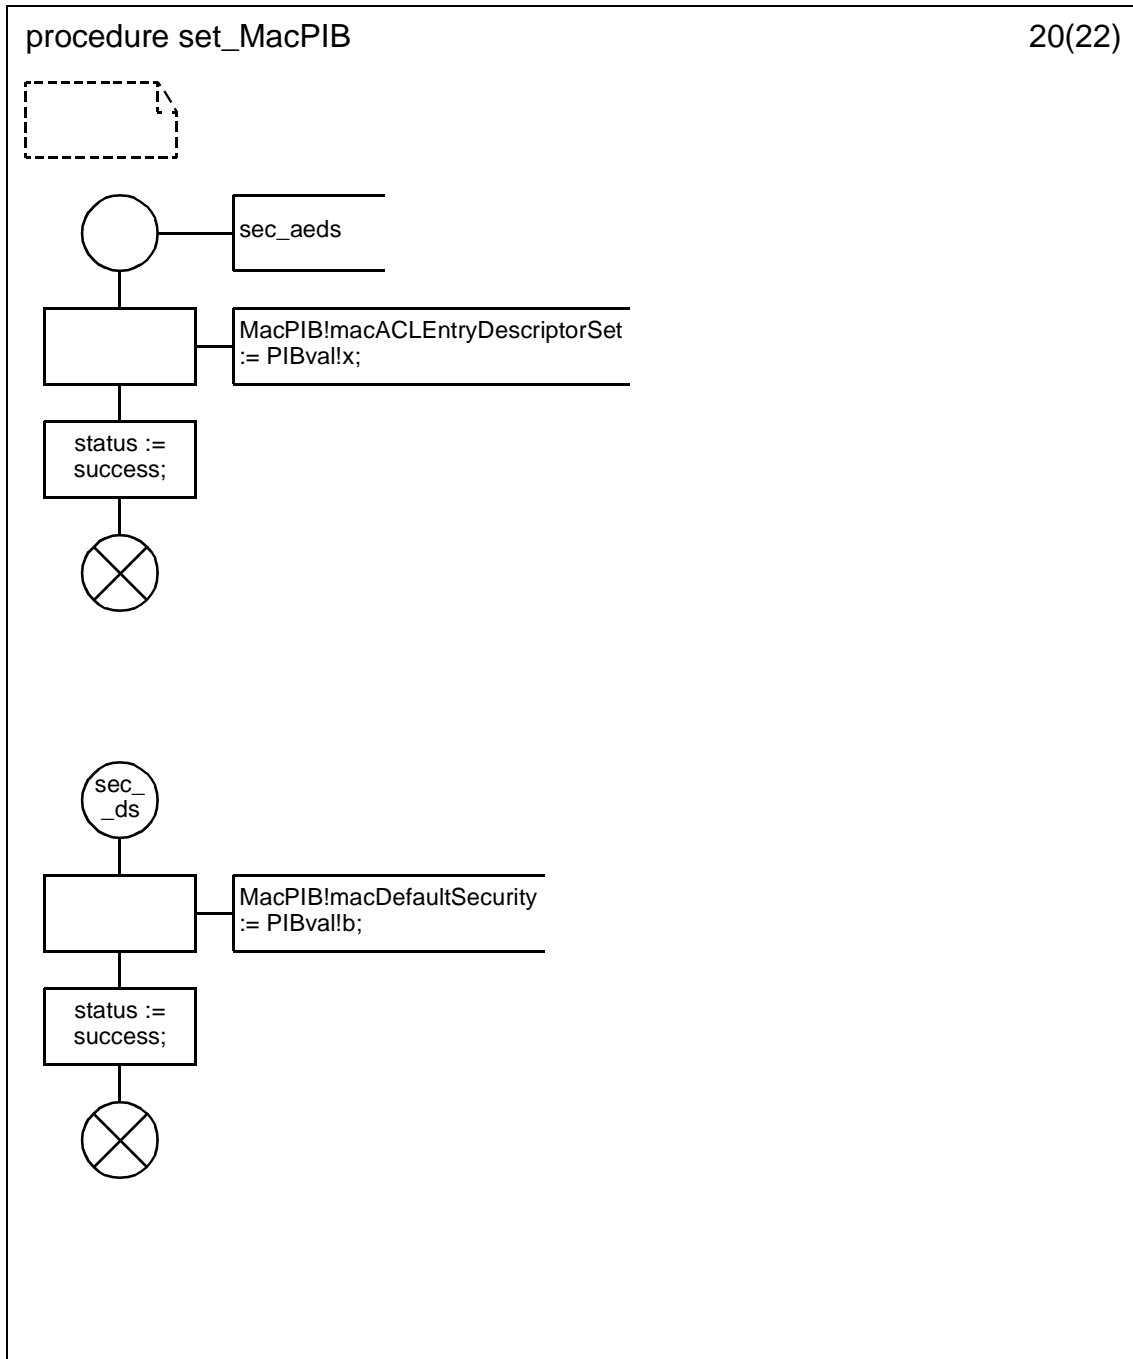 procedure set_MacPIB
20(22)
sec_aeds
MacPIB!macACLEntryDescriptorSet
:= PIBval!x;
status :=
success;
sec_
_ds
MacPIB!macDefaultSecurity
:= PIBval!b;
status :=
success;